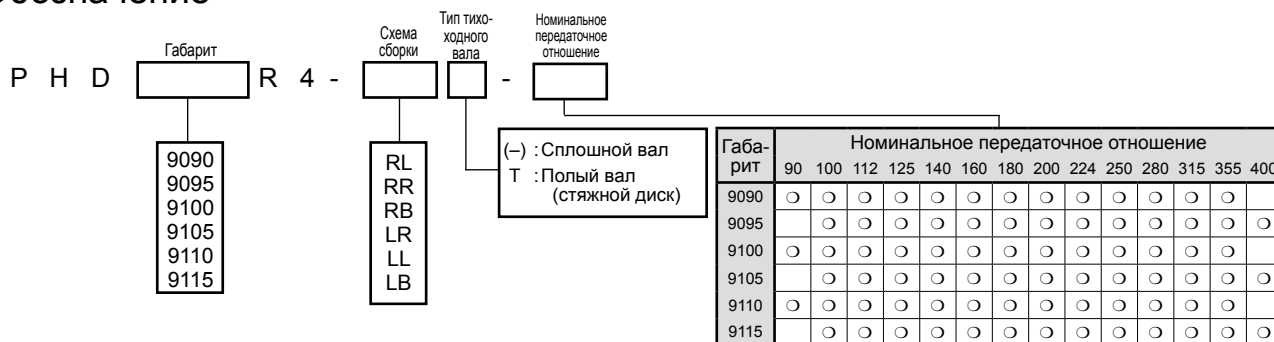 Обозначение
Габарит
Схема
сборки
Тип тихо-
ходного
вала
Номинальное
передаточное
отношение
P H D R 4 - -
9090
9095
9100
9105
9110
9115
RL
RR
RB
LR
LL
LB
(–) : Сплошной вал
T : Полый вал
(стяжной диск)
Габа-
рит
Номинальное передаточное отношение
90 100 112 125 140 160 180 200 224 250 280 315 355 400
9090 ❍ ❍ ❍ ❍ ❍ ❍ ❍ ❍ ❍ ❍ ❍ ❍ ❍
9095 ❍ ❍ ❍ ❍ ❍ ❍ ❍ ❍ ❍ ❍ ❍ ❍ ❍
9100 ❍ ❍ ❍ ❍ ❍ ❍ ❍ ❍ ❍ ❍ ❍ ❍ ❍
9105 ❍ ❍ ❍ ❍ ❍ ❍ ❍ ❍ ❍ ❍ ❍ ❍ ❍
9110 ❍ ❍ ❍ ❍ ❍ ❍ ❍ ❍ ❍ ❍ ❍ ❍ ❍
9115 ❍ ❍ ❍ ❍ ❍ ❍ ❍ ❍ ❍ ❍ ❍ ❍ ❍